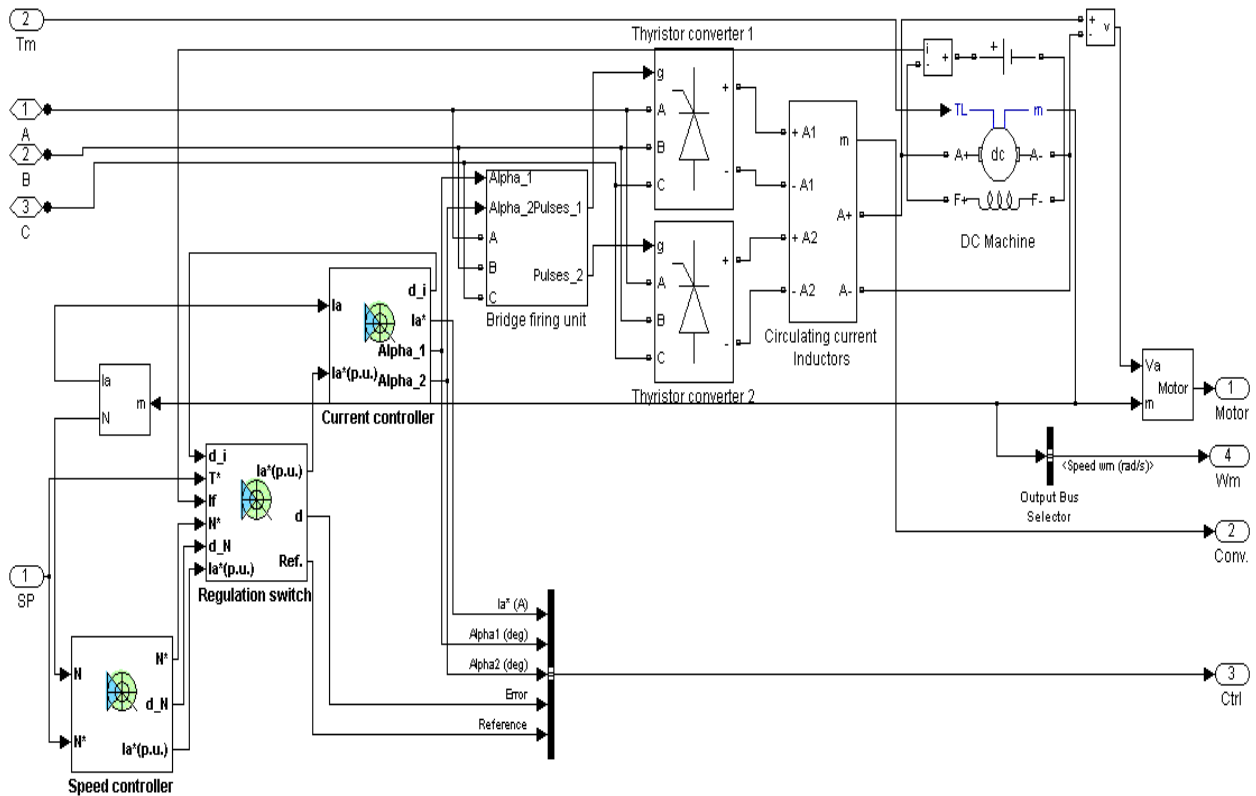 2
Tm
1
A
2
B
3
C
Thyristor converter 1
g
A
B
C
+
-
Thyristor converter 2
g
A
B
C
+
-
Alpha_1
Alpha_2
Pulses_1
A
B
Pulses_2
C
Bridge firing unit
+ A1
m
- A1
A+
+ A2
- A2
A-
Circulating current
Inductors
i
-
+
+
TL
m
A+
dc
A-
F+
F-
DC Machine
+
-
v
Va
Motor
m
1
Motor
4
Wm
<Speed wm (rad/s)>
Output Bus
Selector
2
Conv.
Ia
d_i
Ia*
Alpha_1
Ia*(p.u.)
Alpha_2
Current controller
Ia
m
N
d_i
Ia*(p.u.)
T*
If
N*
d
d_N
Ref.
Ia*(p.u.)
Regulation switch
1
SP
N*
N
d_N
N*
Ia*(p.u.)
Speed controller
Ia* (A)
Alpha1 (deg)
Alpha2 (deg)
Error
Reference
3
Ctrl